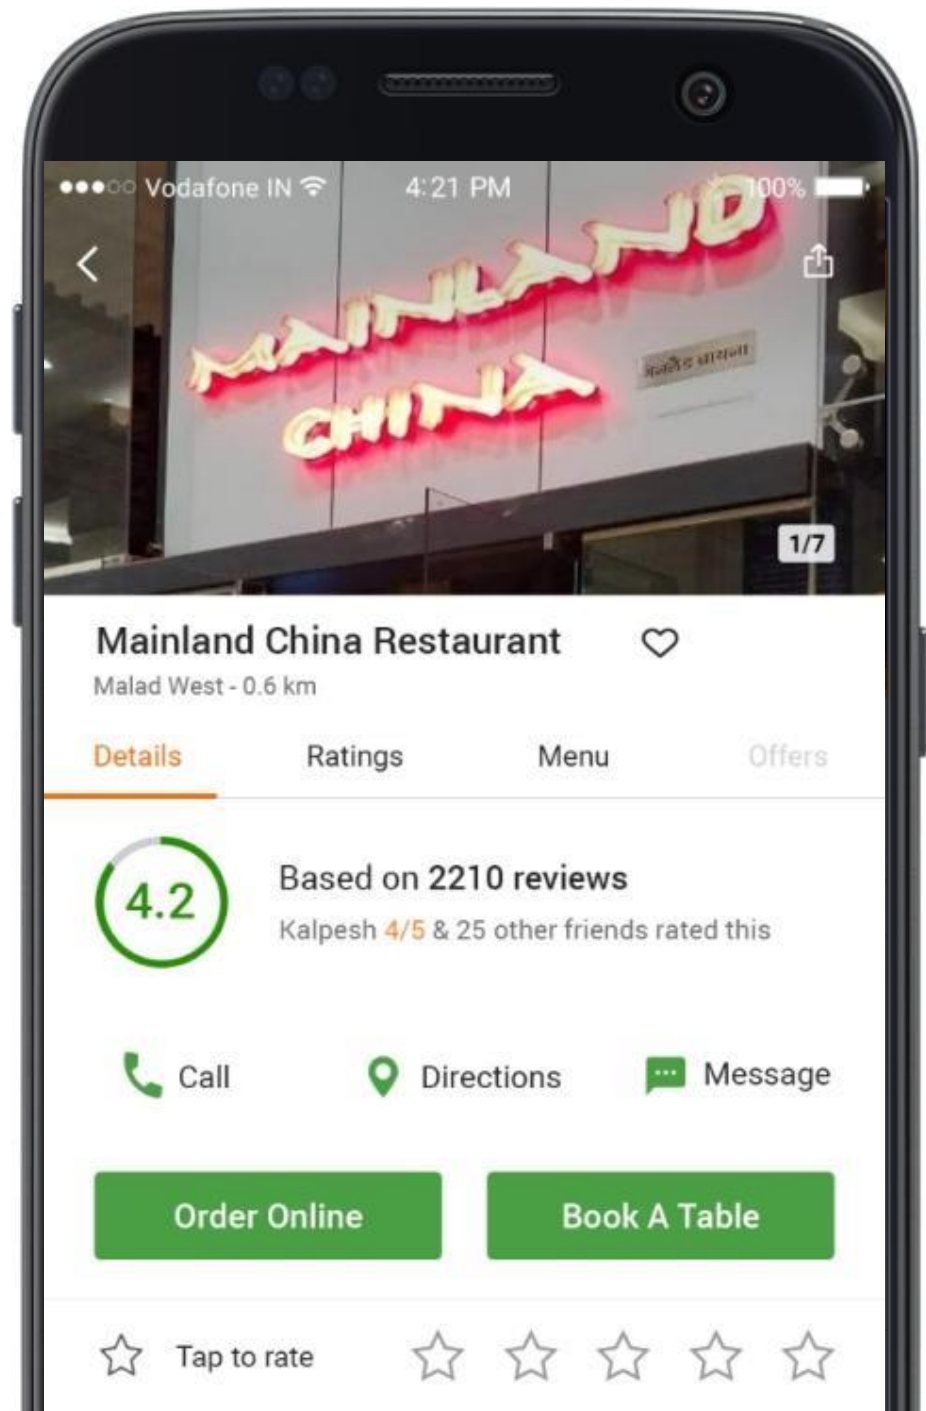 Vodafone IN 4:21 PM 100%
MAINLAND
CHINA
मेनलॅंड चायना
1/7
Mainland China Restaurant
Malad West - 0.6 km
Details Ratings Menu Offers
4.2
Based on 2210 reviews
Kalpesh 4/5 & 25 other friends rated this
Call Directions Message
Order Online Book A Table
Tap to rate